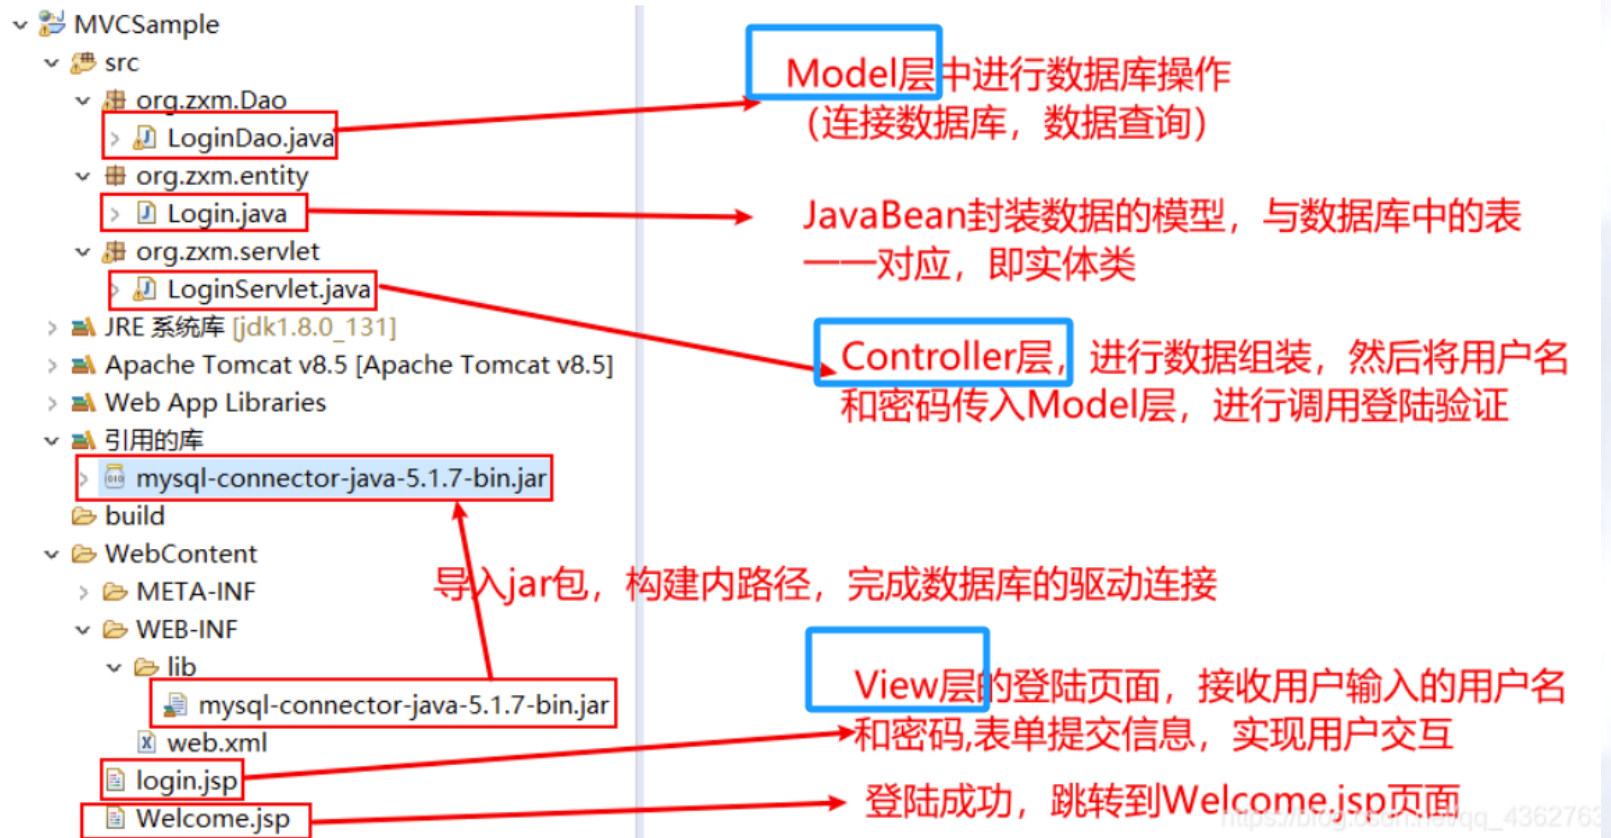 MVCSample
src
org.zxm.Dao
LoginDao.java
org.zxm.entity
Login.java
org.zxm.servlet
LoginServlet.java
JRE 系统库 [jdk1.8.0_131]
Apache Tomcat v8.5 [Apache Tomcat v8.5]
Web App Libraries
引用的库
mysql-connector-java-5.1.7-bin.jar
build
WebContent
META-INF
WEB-INF
lib
mysql-connector-java-5.1.7-bin.jar
web.xml
login.jsp
Welcome.jsp
Model层中进行数据库操作
（连接数据库，数据查询）
JavaBean封装数据的模型，与数据库中的表
一一对应，即实体类
Controller层，进行数据组装，然后将用户名
和密码传入Model层，进行调用登陆验证
导入jar包，构建内路径，完成数据库的驱动连接
View层的登陆页面，接收用户输入的用户名
和密码,表单提交信息，实现用户交互
登陆成功，跳转到Welcome.jsp页面
https://blog.csdn.net/qq_4362763